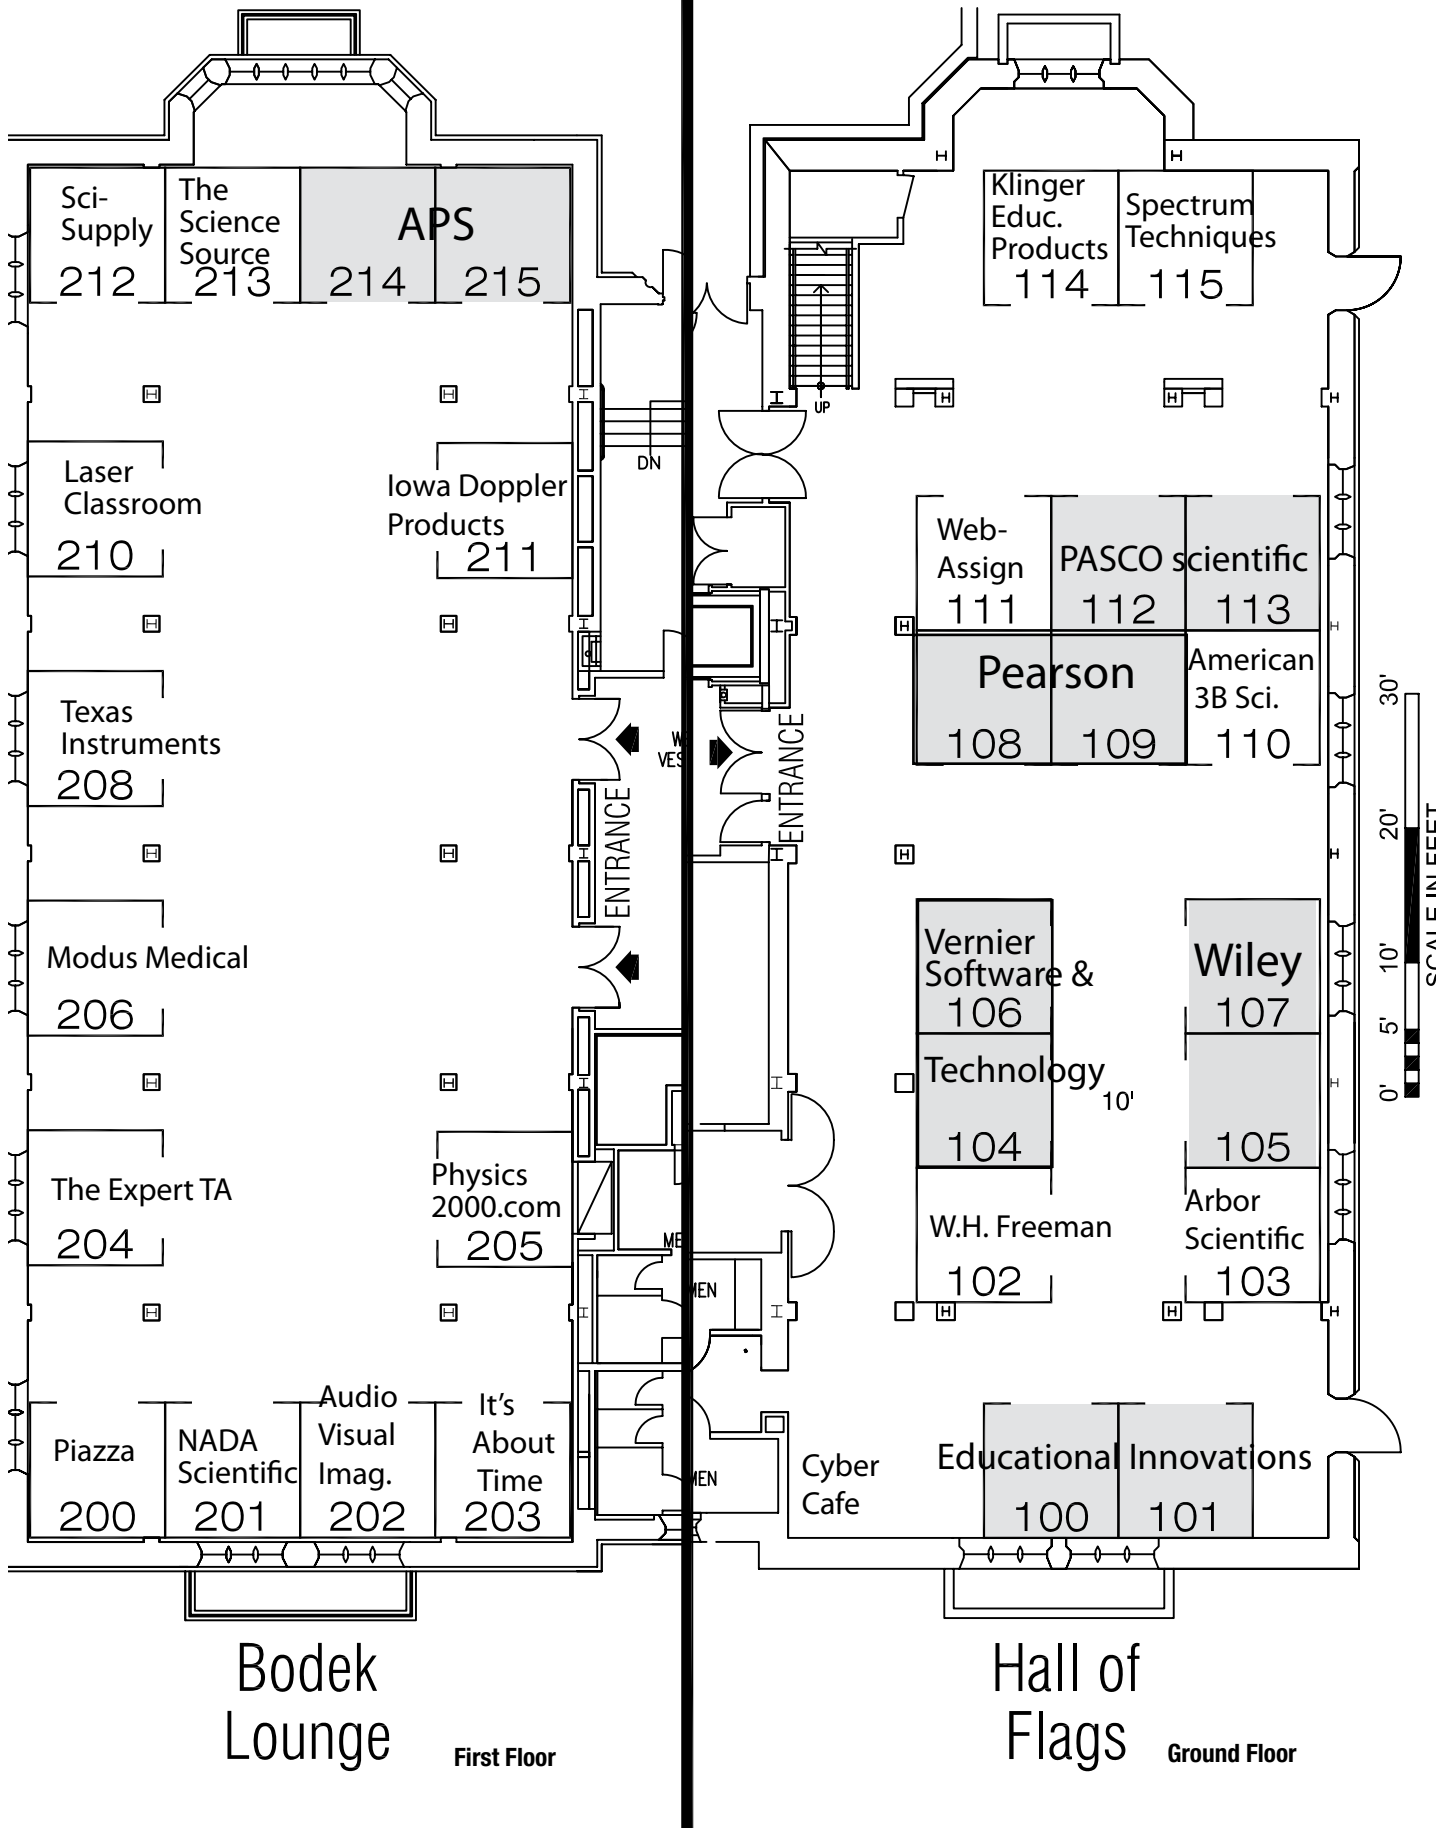 Sci-
Supply
212
The
Science
Source
213
APS
214
215
Laser
Classroom
210
Iowa Doppler
Products
211
DN
Texas
Instruments
208
ENTRANCE
Modus Medical
206
The Expert TA
204
Physics
2000.com
205
Piazza
200
NADA
Scientific
201
Audio
Visual
Imag.
202
It's
About
Time
203
Bodek
Lounge
First Floor
H
H
Klinger
Educ.
Products
114
Spectrum
Techniques
115
UP
Web-
Assign
111
PASCO scientific
112
113
Pearson
108
109
American
3B Sci.
110
ENTRANCE
Vernier
Software &
106
Technology
104
10'
Wiley
107
105
W.H. Freeman
102
Arbor
Scientific
103
MEN
MEN
Cyber
Cafe
Educational Innovations
100
101
30'
20'
10'
5'
0'
SCALE IN FEET
Hall of
Flags
Ground Floor